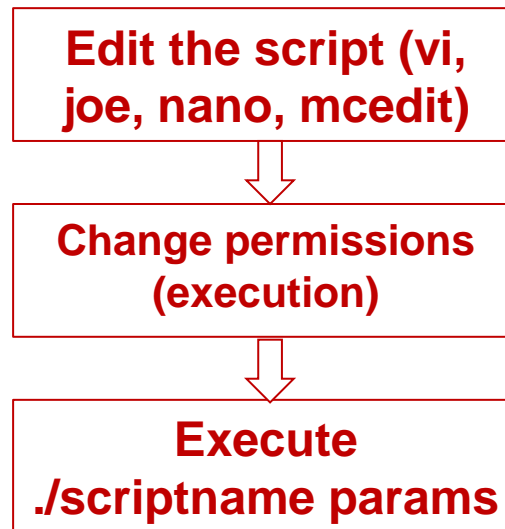 Edit the script (vi,
joe, nano, mcedit)
Change permissions
(execution)
Execute
./scriptname params